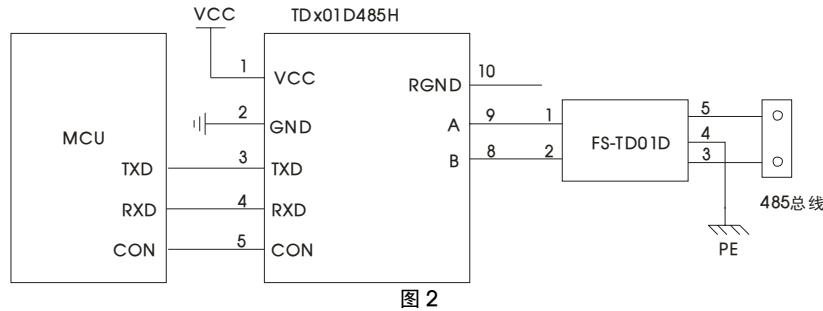 VCC
TDx01D485H
1
VCC
10
RGND
2
GND
MCU
A
9
1
FS-TD01D
5
4
3
B
8
2
TXD
3
TXD
RXD
4
RXD
CON
5
CON
485总线
PE
图 2